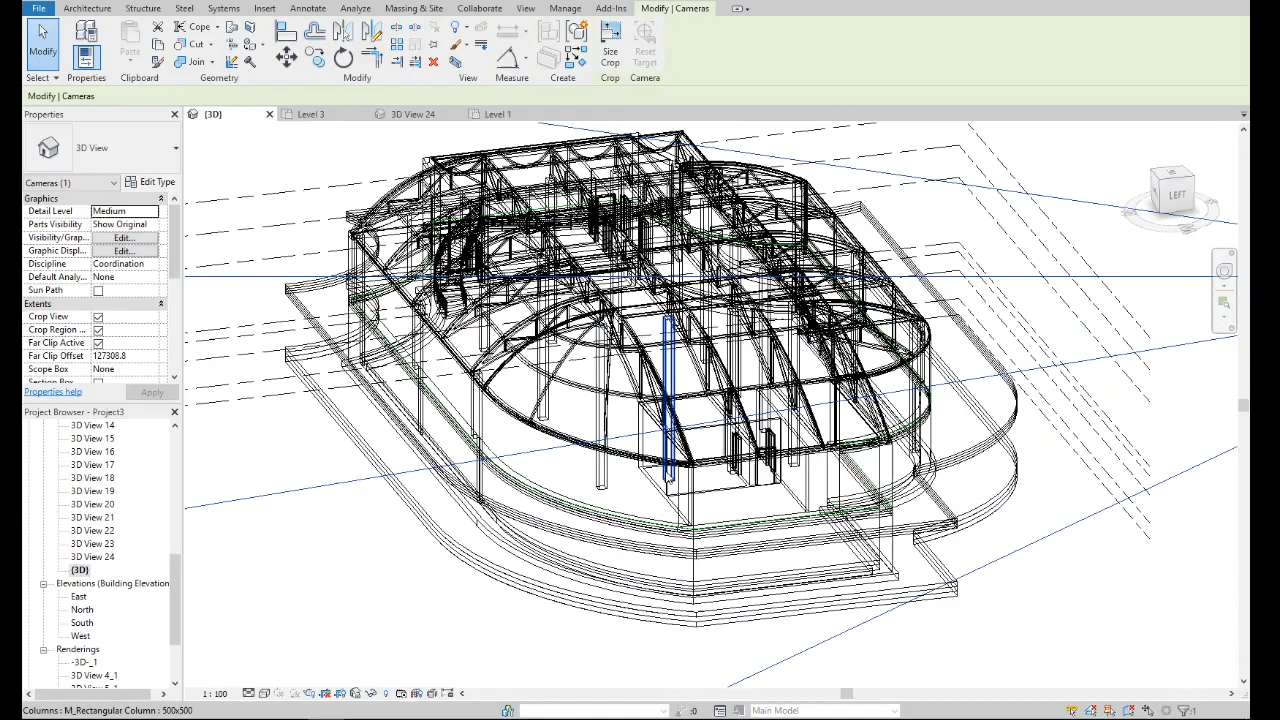 File Architecture Structure Steel Systems Insert Annotate Analyze Massing & Site Collaborate View Manage Add-Ins Modify | Cameras
Modify Paste Cope Cut Join Size Crop Reset Target
Select Properties Clipboard Geometry Modify View Measure Create Crop Camera
Modify | Cameras
Properties
{3D} Level 3 3D View 24 Level 1
3D View
Cameras (1) Edit Type
Graphics
Detail Level Medium
Parts Visibility Show Original
Visibility/Grap... Edit...
Graphic Displ... Edit...
Discipline Coordination
Default Analy... None
Sun Path
Extents
Crop View
Crop Region ...
Far Clip Active
Far Clip Offset 127308.8
Scope Box None
Properties help Apply
Project Browser - Project3
3D View 14
3D View 15
3D View 16
3D View 17
3D View 18
3D View 19
3D View 20
3D View 21
3D View 22
3D View 23
3D View 24
{3D}
Elevations (Building Elevation
East
North
South
West
Renderings
-3D-_1
3D View 4_1
LEFT
1 : 100
Columns : M_Rectangular Column : 500x500 :0 Main Model :1